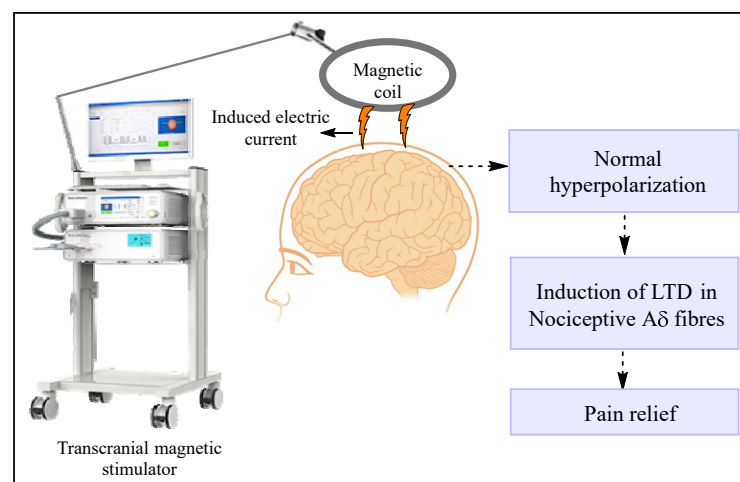 Magnetic
coil
Induced electric
current
Normal
hyperpolarization
Induction of LTD in
Nociceptive Aδ fibres
Pain relief
Transcranial magnetic
stimulator